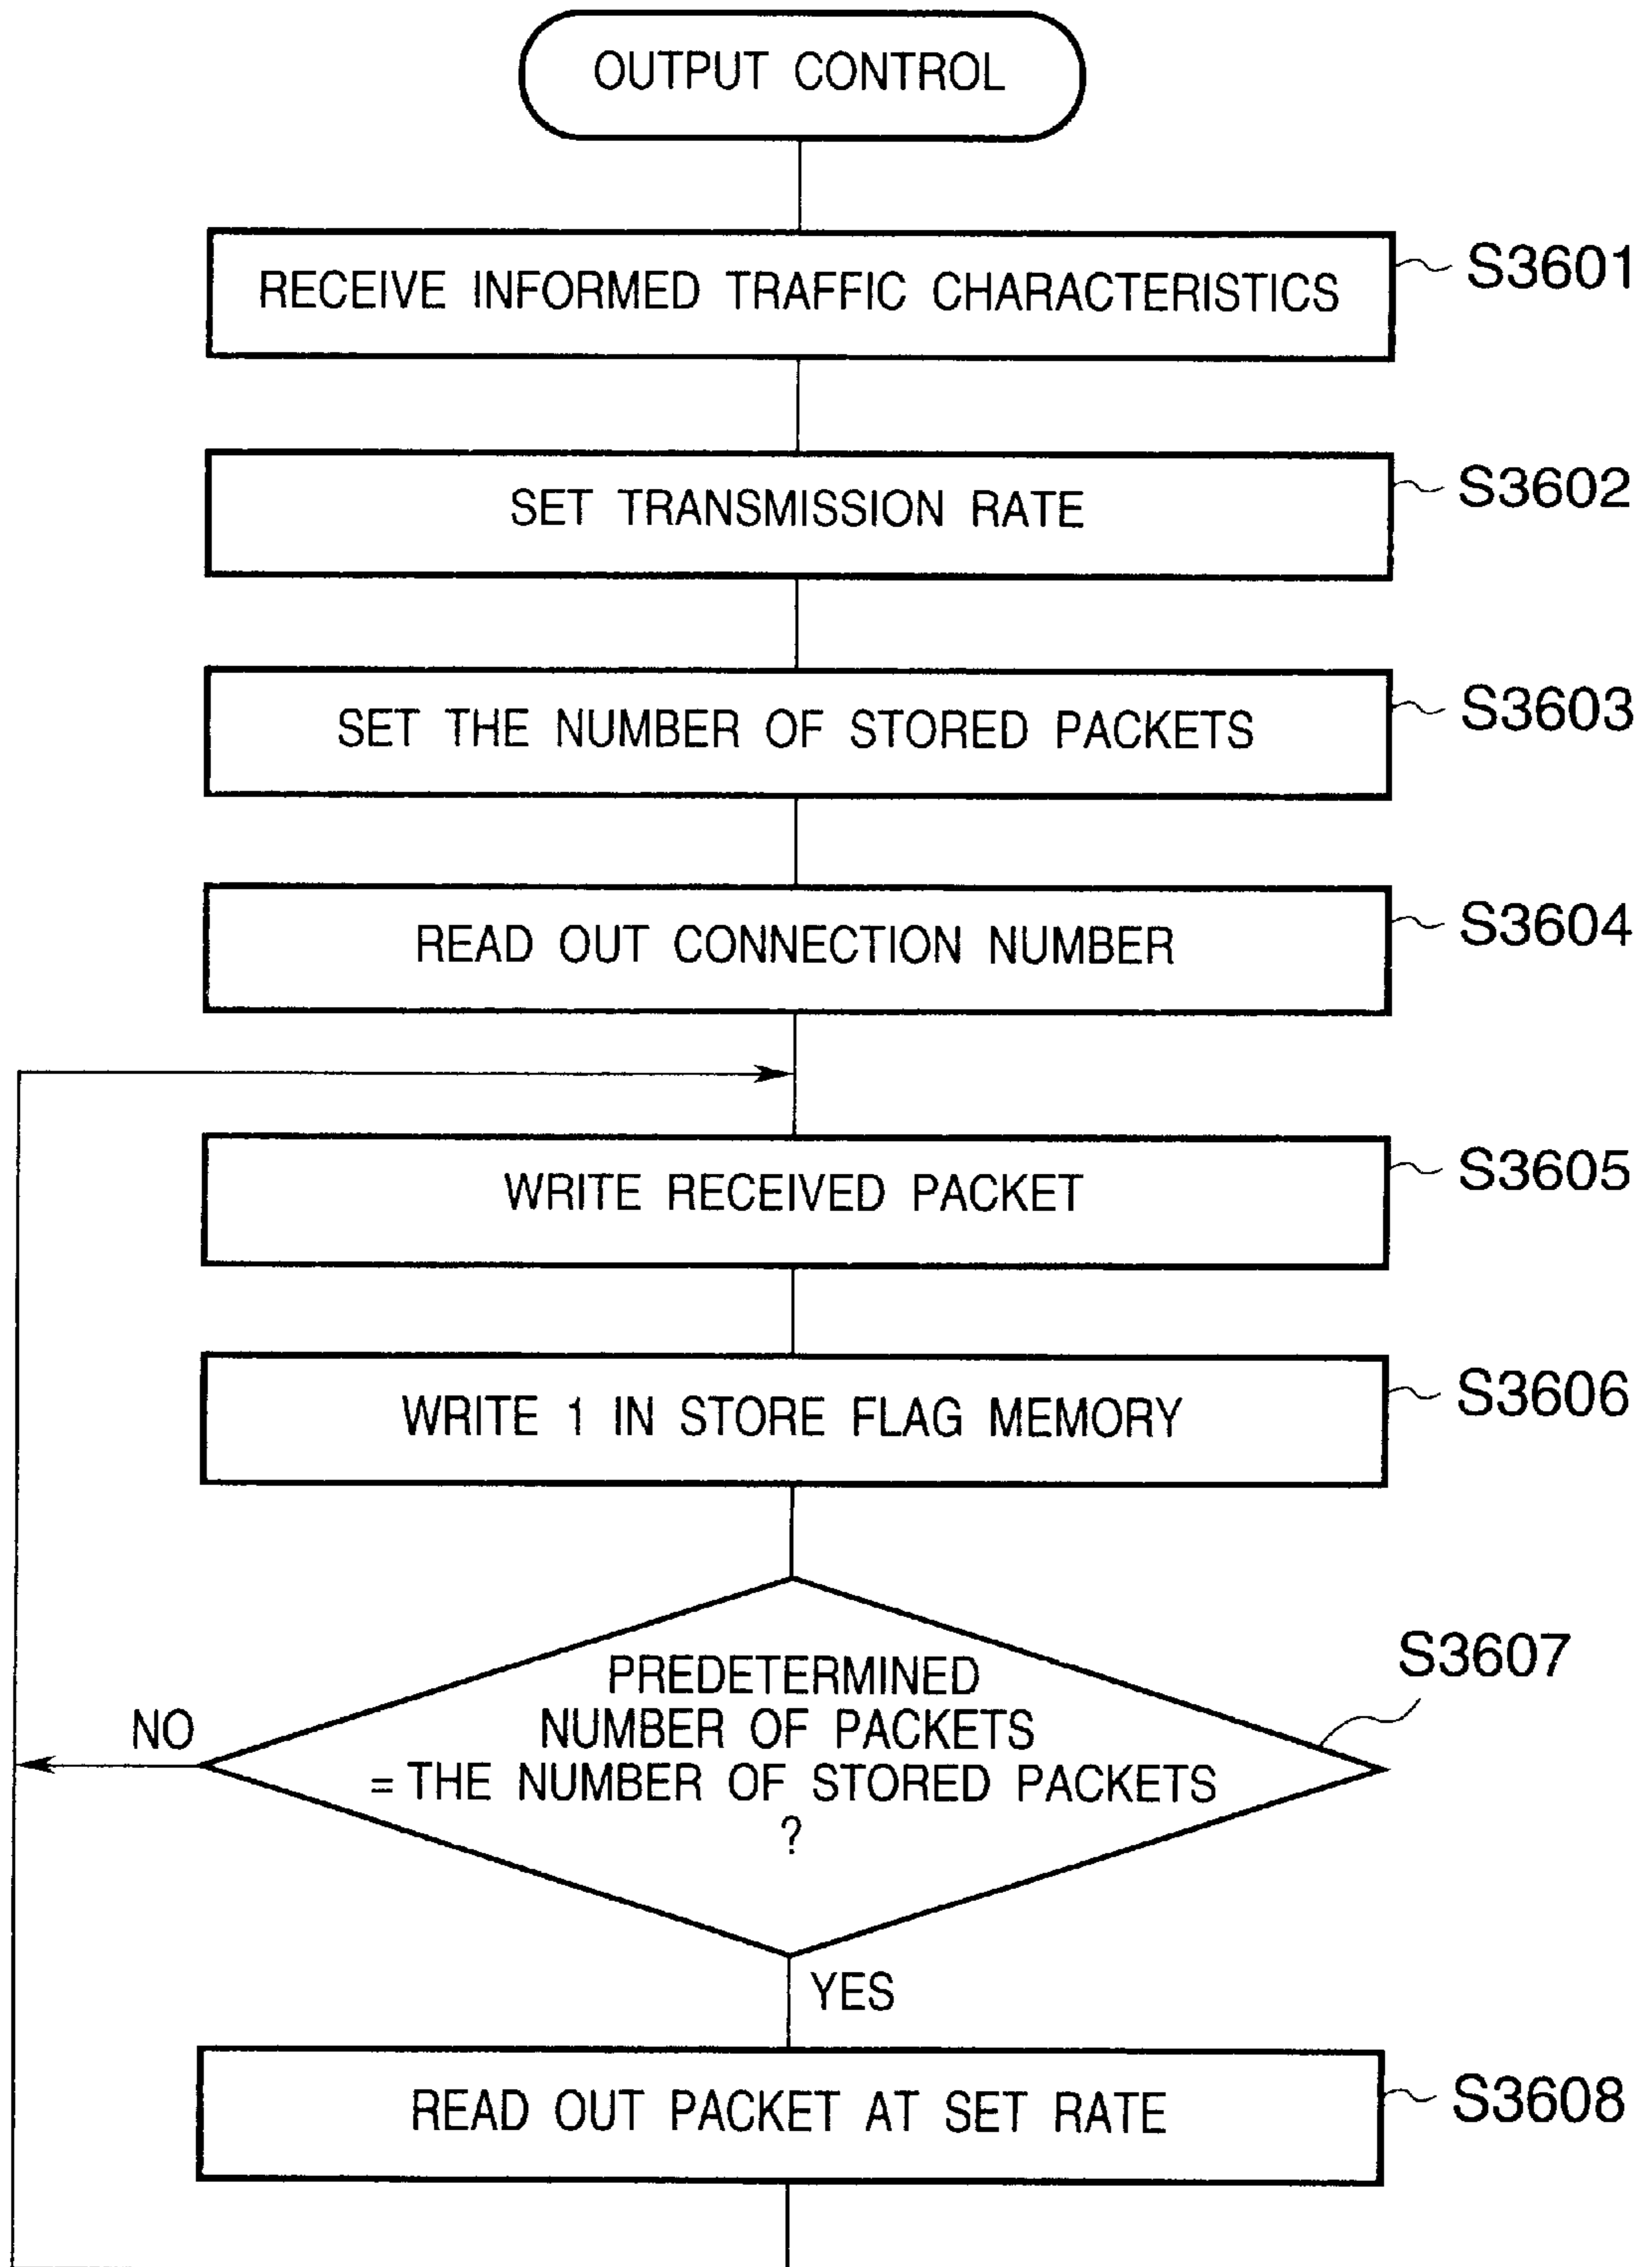 OUTPUT CONTROL
RECEIVE INFORMED TRAFFIC CHARACTERISTICS
S3601
SET TRANSMISSION RATE
S3602
SET THE NUMBER OF STORED PACKETS
S3603
READ OUT CONNECTION NUMBER
S3604
WRITE RECEIVED PACKET
S3605
WRITE 1 IN STORE FLAG MEMORY
S3606
S3607
PREDETERMINED
NUMBER OF PACKETS
= THE NUMBER OF STORED PACKETS
?
NO
YES
READ OUT PACKET AT SET RATE
S3608